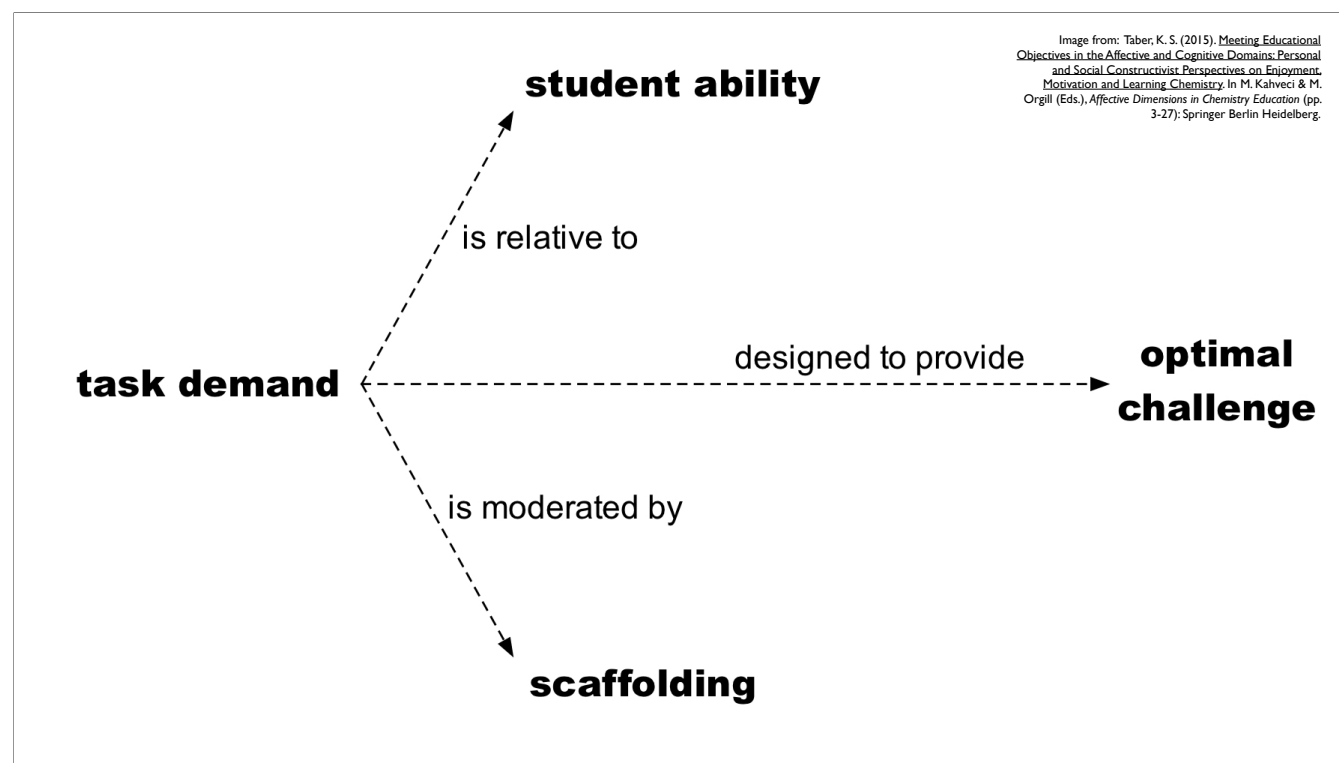 Image from: Taber, K. S. (2015). Meeting Educational
Objectives in the Affective and Cognitive Domains: Personal
and Social Constructivist Perspectives on Enjoyment,
Motivation and Learning Chemistry. In M. Kahveci & M.
Orgill (Eds.), Affective Dimensions in Chemistry Education (pp.
3-27): Springer Berlin Heidelberg.
student ability
is relative to
task demand
designed to provide
optimal
challenge
is moderated by
scaffolding